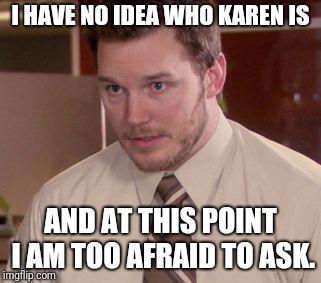 I HAVE NO IDEA WHO KAREN IS
AND AT THIS POINT
I AM TOO AFRAID TO ASK.
imgflip.com